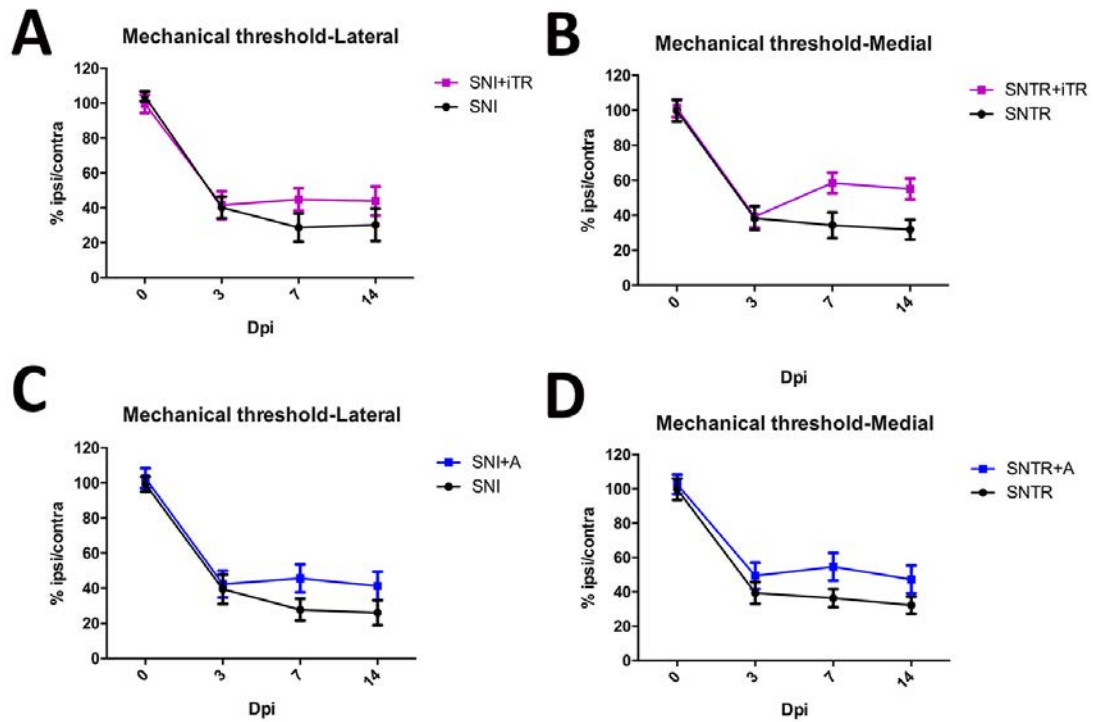 A
Mechanical threshold-Lateral
120
100
80
60
40
20
0
% ipsi/contra
0
3
7
14
Dpi
SNI+iTR
SNI
B
Mechanical threshold-Medial
120
100
80
60
40
20
0
% ipsi/contra
0
3
7
14
Dpi
SNTR+iTR
SNTR
C
Mechanical threshold-Lateral
120
100
80
60
40
20
0
% ipsi/contra
0
3
7
14
Dpi
SNI+A
SNI
D
Mechanical threshold-Medial
120
100
80
60
40
20
0
% ipsi/contra
0
3
7
14
Dpi
SNTR+A
SNTR